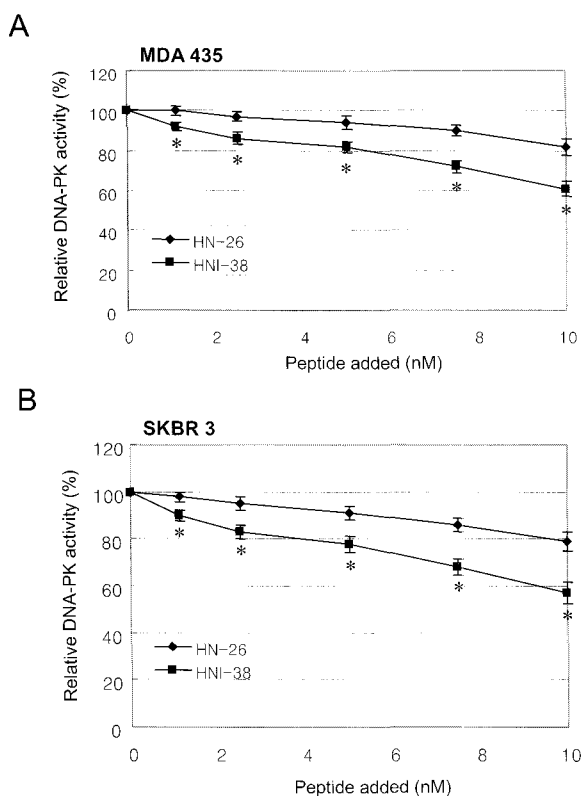 A
MDA 435
Relative DNA-PK activity (%)
120
100
80
60
40
20
0
*
*
*
*
*
HN-26
HNI-38
0 2 4 6 8 10
Peptide added (nM)
B
SKBR 3
Relative DNA-PK activity (%)
120
100
80
60
40
20
0
*
*
*
*
*
HN-26
HNI-38
0 2 4 6 8 10
Peptide added (nM)